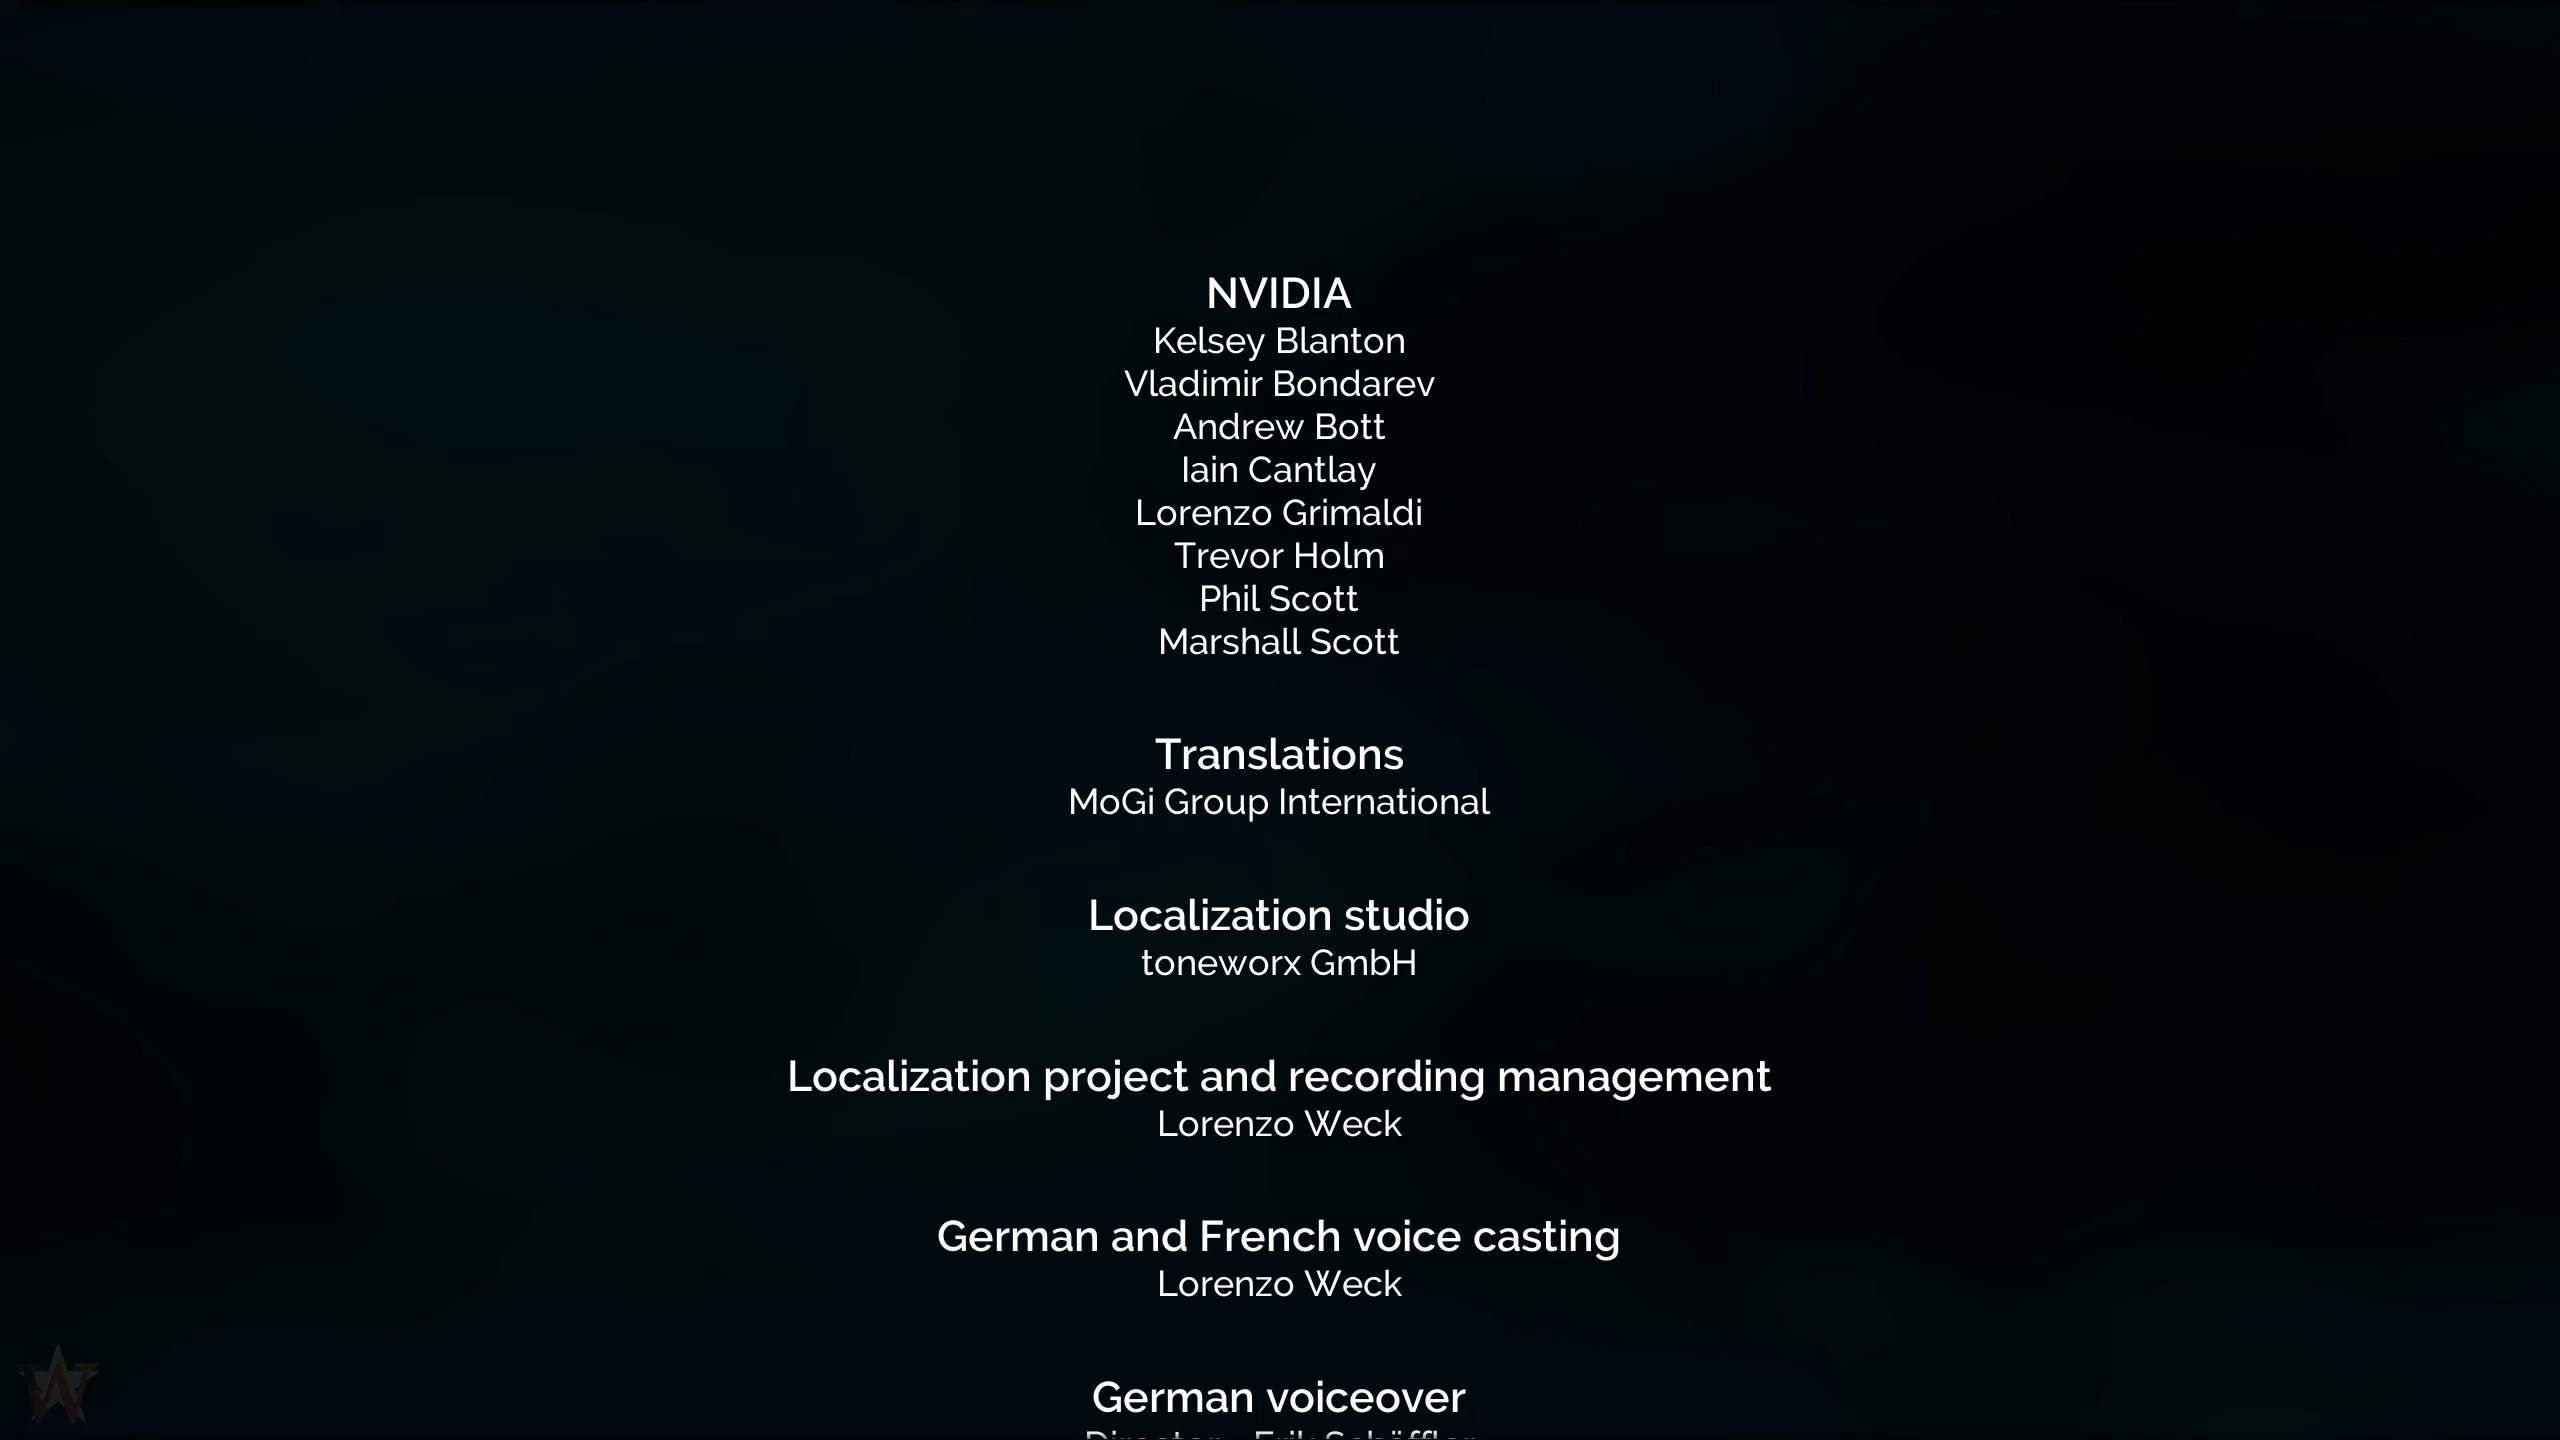 NVIDIA
Kelsey Blanton
Vladimir Bondarev
Andrew Bott
Iain Cantlay
Lorenzo Grimaldi
Trevor Holm
Phil Scott
Marshall Scott
Translations
MoGi Group International
Localization studio
toneworx GmbH
Localization project and recording management
Lorenzo Weck
German and French voice casting
Lorenzo Weck
German voiceover
W